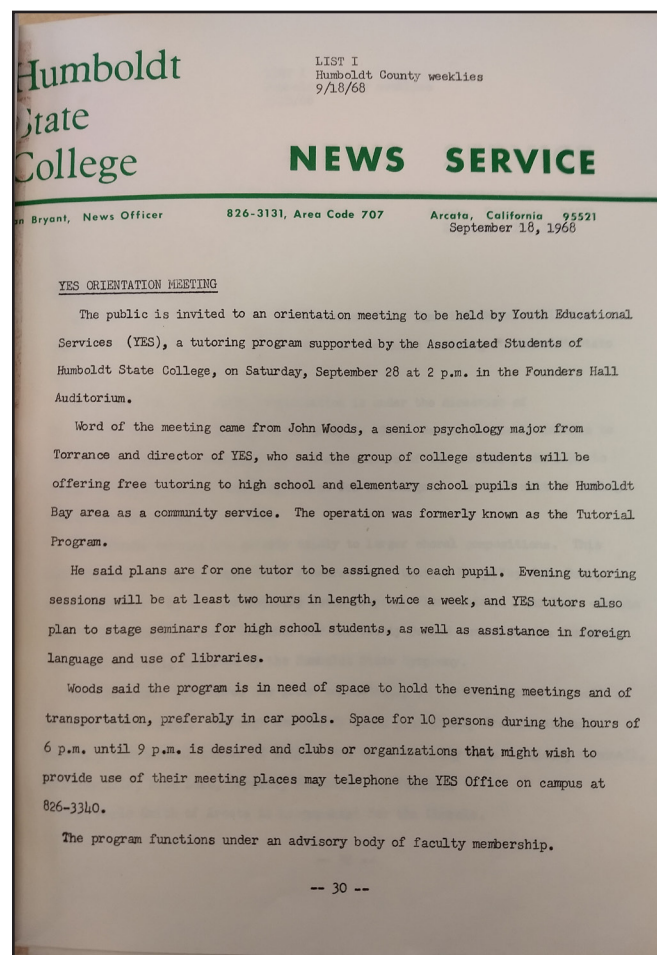 Humboldt
State
College
LIST I
Humboldt County weeklies
9/18/68
NEWS SERVICE
Bryant, News Officer
826-3131, Area Code 707
Arcata, California 95521
September 18, 1968
YES ORIENTATION MEETING
The public is invited to an orientation meeting to be held by Youth Educational
Services (YES), a tutoring program supported by the Associated Students of
Humboldt State College, on Saturday, September 28 at 2 p.m. in the Founders Hall
Auditorium.
Word of the meeting came from John Woods, a senior psychology major from
Torrance and director of YES, who said the group of college students will be
offering free tutoring to high school and elementary school pupils in the Humboldt
Bay area as a community service. The operation was formerly known as the Tutorial
Program.
He said plans are for one tutor to be assigned to each pupil. Evening tutoring
sessions will be at least two hours in length, twice a week, and YES tutors also
plan to stage seminars for high school students, as well as assistance in foreign
language and use of libraries.
Woods said the program is in need of space to hold the evening meetings and of
transportation, preferably in car pools. Space for 10 persons during the hours of
6 p.m. until 9 p.m. is desired and clubs or organizations that might wish to
provide use of their meeting places may telephone the YES Office on campus at
826-3340.
The program functions under an advisory body of faculty membership.
-- 30 --